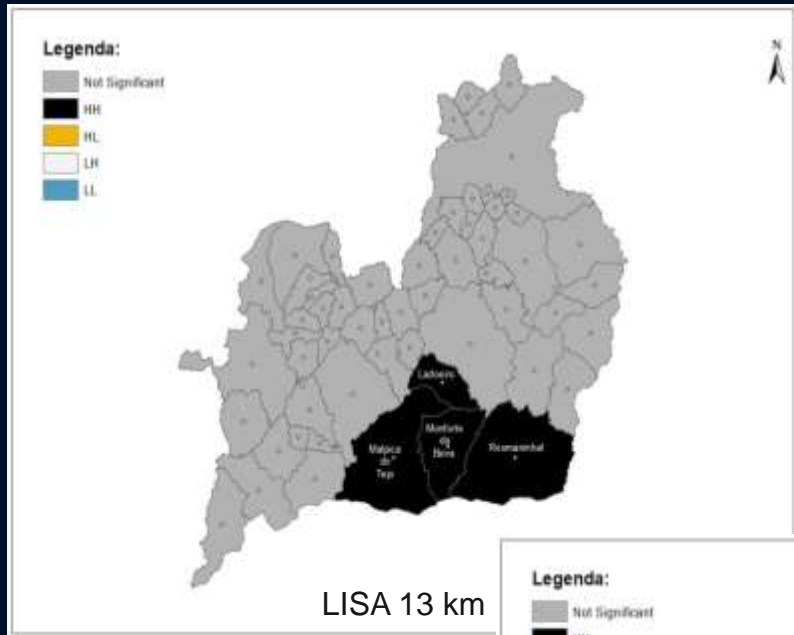 Legenda:
Not Significant
HH
HL
LH
LL
N
Ladoeiro
Monforte
da
Beira
Malpica
do
Tejo
Rosmaninhal
LISA 13 km
Legenda:
Not Significant